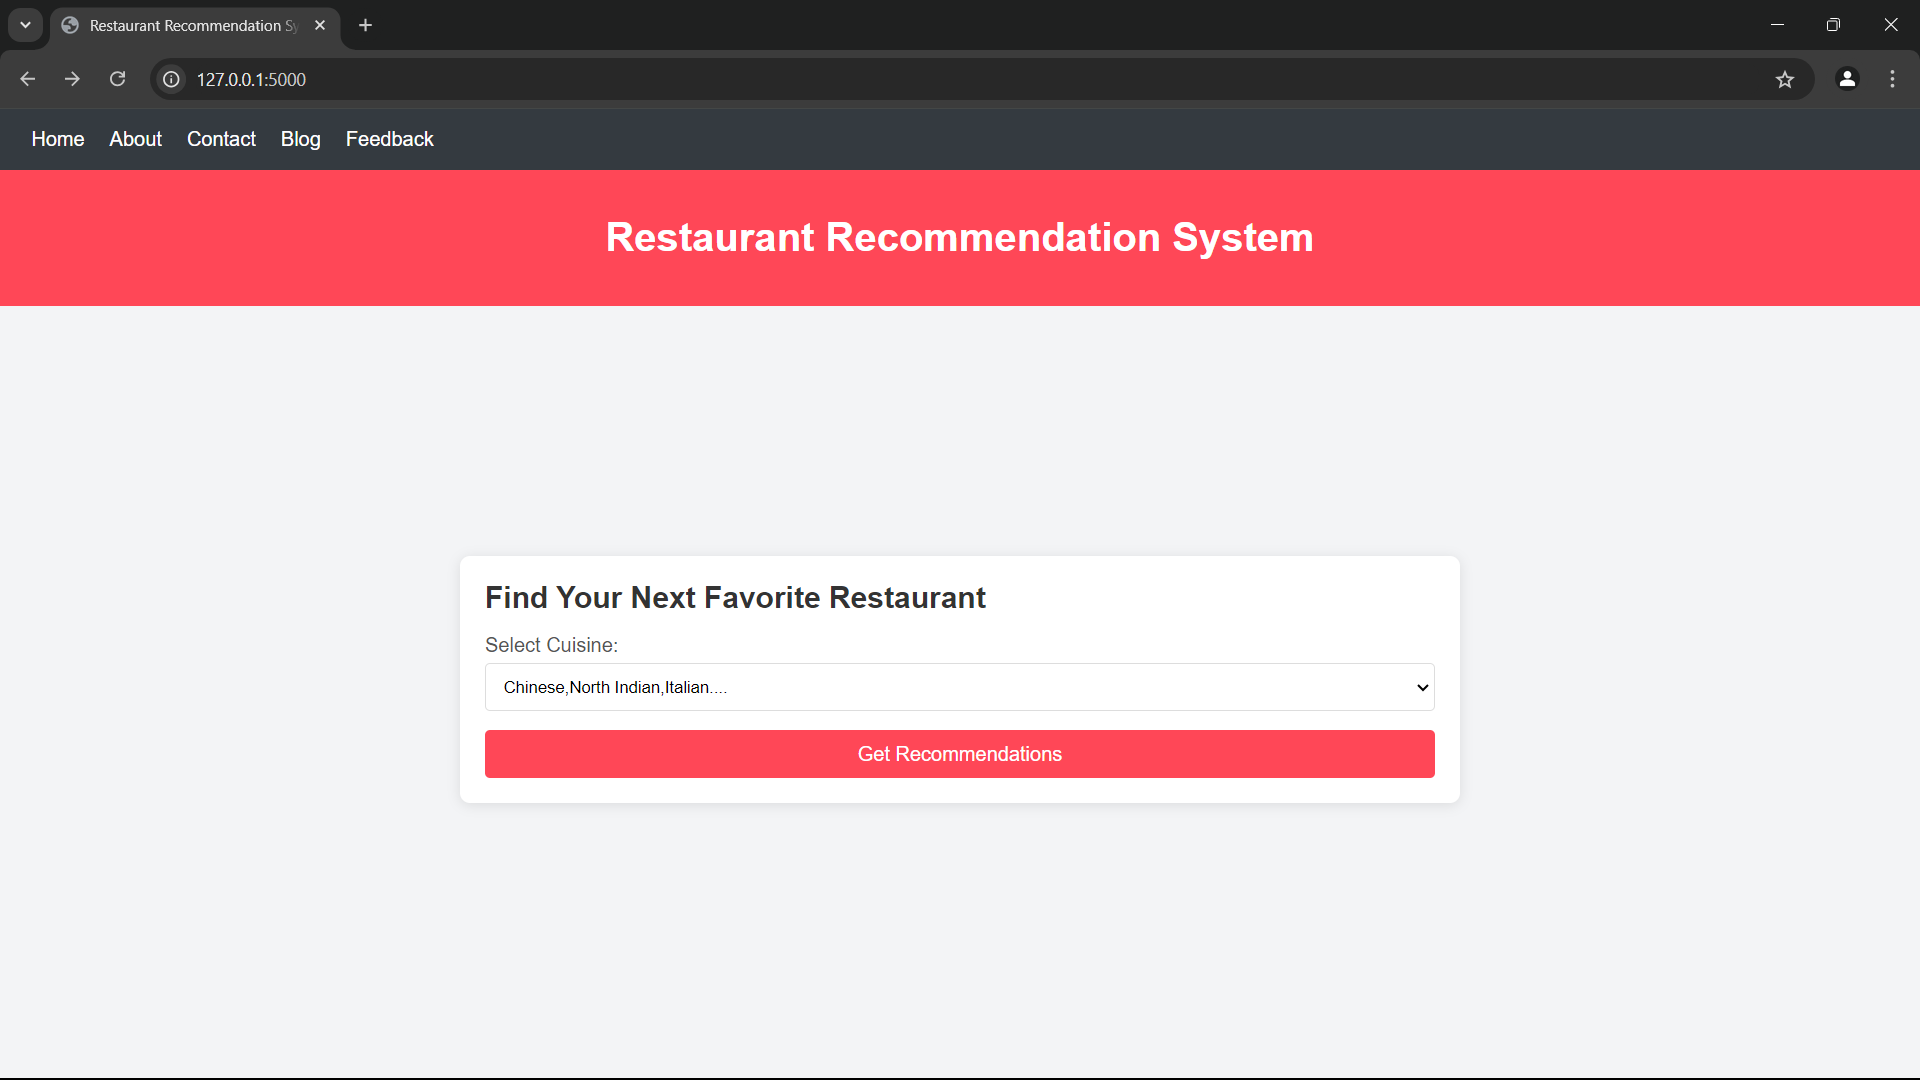 Restaurant Recommendation Sy
127.0.0.1:5000
Home About Contact Blog Feedback
Restaurant Recommendation System
Find Your Next Favorite Restaurant
Select Cuisine:
Chinese,North Indian,Italian....
Get Recommendations